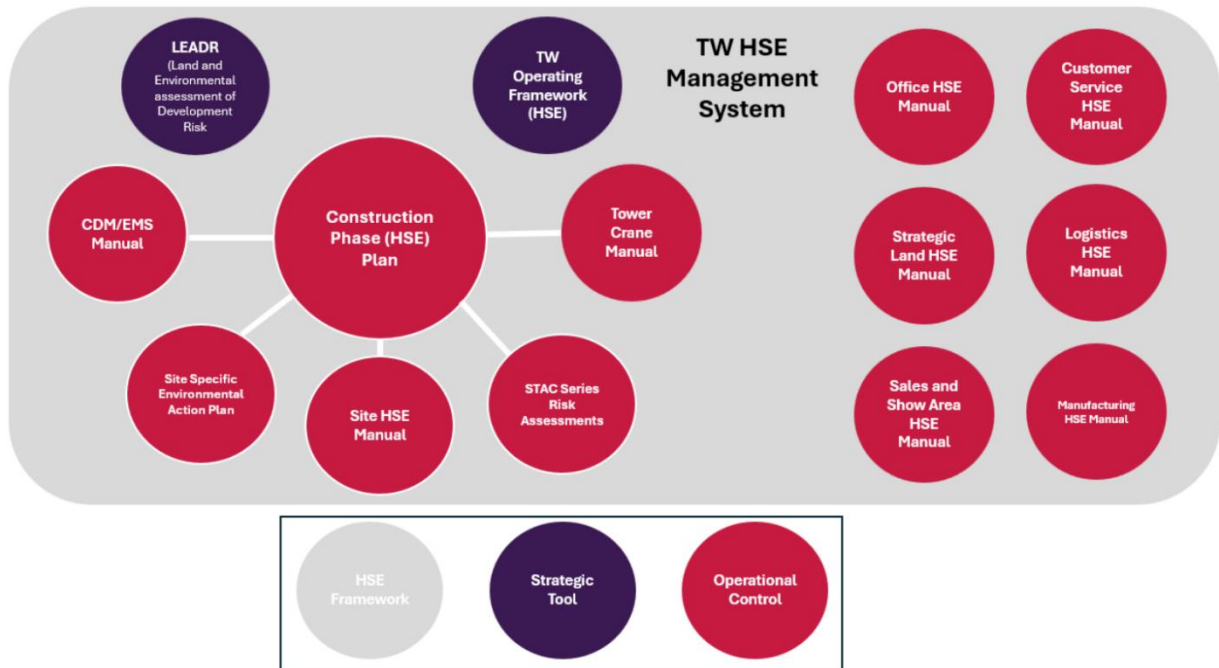 LEADR
(Land and
Environmental
assessment of
Development
Risk
TW
Operating
Framework
(HSE)
TW HSE
Management
System
Office HSE
Manual
Customer
Service
HSE
Manual
CDM/EMS
Manual
Construction
Phase (HSE)
Plan
Tower
Crane
Manual
Strategic
Land HSE
Manual
Logistics
HSE
Manual
Site Specific
Environmental
Action Plan
Site HSE
Manual
STAC Series
Risk
Assessments
Sales and
Show Area
HSE
Manual
Manufacturing
HSE Manual
HSE
Framework
Strategic
Tool
Operational
Control